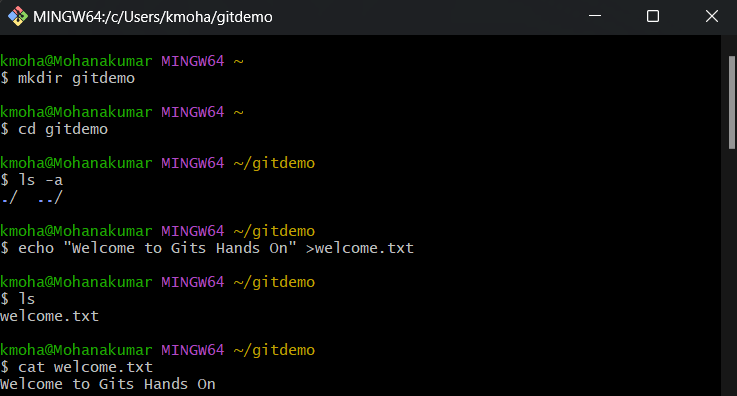 MINGW64:/c/Users/kmoha/gitdemo
kmoha@Mohanakumar MINGW64 ~
$ mkdir gitdemo
kmoha@Mohanakumar MINGW64 ~
$ cd gitdemo
kmoha@Mohanakumar MINGW64 ~/gitdemo
$ ls -a
./  ../
kmoha@Mohanakumar MINGW64 ~/gitdemo
$ echo "Welcome to Gits Hands On" >welcome.txt
kmoha@Mohanakumar MINGW64 ~/gitdemo
$ ls
welcome.txt
kmoha@Mohanakumar MINGW64 ~/gitdemo
$ cat welcome.txt
Welcome to Gits Hands On